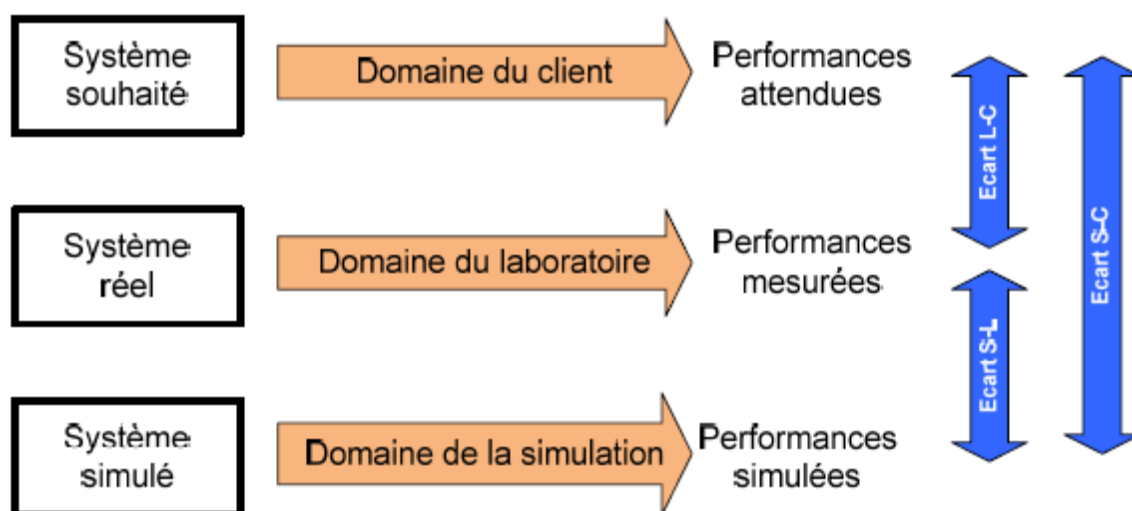 Système
souhaité
Domaine du client
Performances
attendues
Ecart L-C
Ecart S-C
Système
réel
Domaine du laboratoire
Performances
mesurées
Ecart S-L
Système
simulé
Domaine de la simulation
Performances
simulées